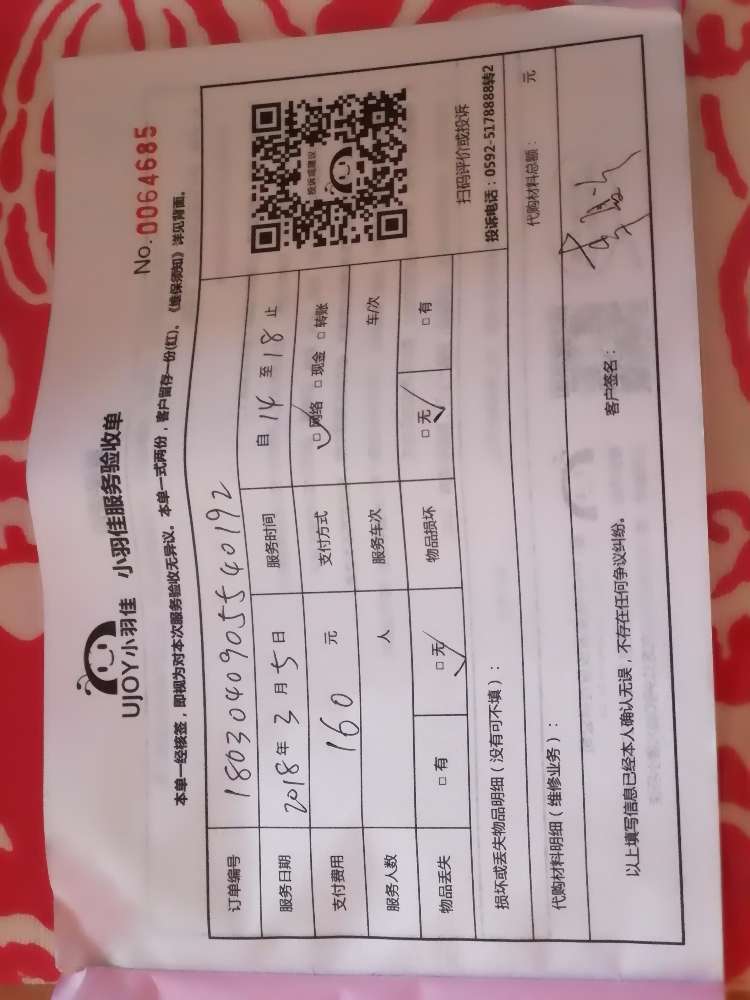 No.0064685
UJOY小羽佳 小羽佳服务验收单
本单一经核签，即视为对本次服务验收无异议。本单一式两份，客户留存一份(红)。《维保须知》详见背面。
订单编号 180304090554​0192
服务日期 2018年3月5日 服务时间 自14至18止
支付费用 160元 支付方式 □网络 □现金 □转账
服务人数 人 服务车次 车/次
物品丢失 □有 □无 物品损坏 □无 □有
投诉或建议
扫码评价或投诉
投诉电话：0592-5178888转2
损坏或丢失物品明细（没有可不填）：
代购材料明细（维修业务）： 代购材料总额： 元
以上填写信息已经本人确认无误，不存在任何争议纠纷。 客户签名：